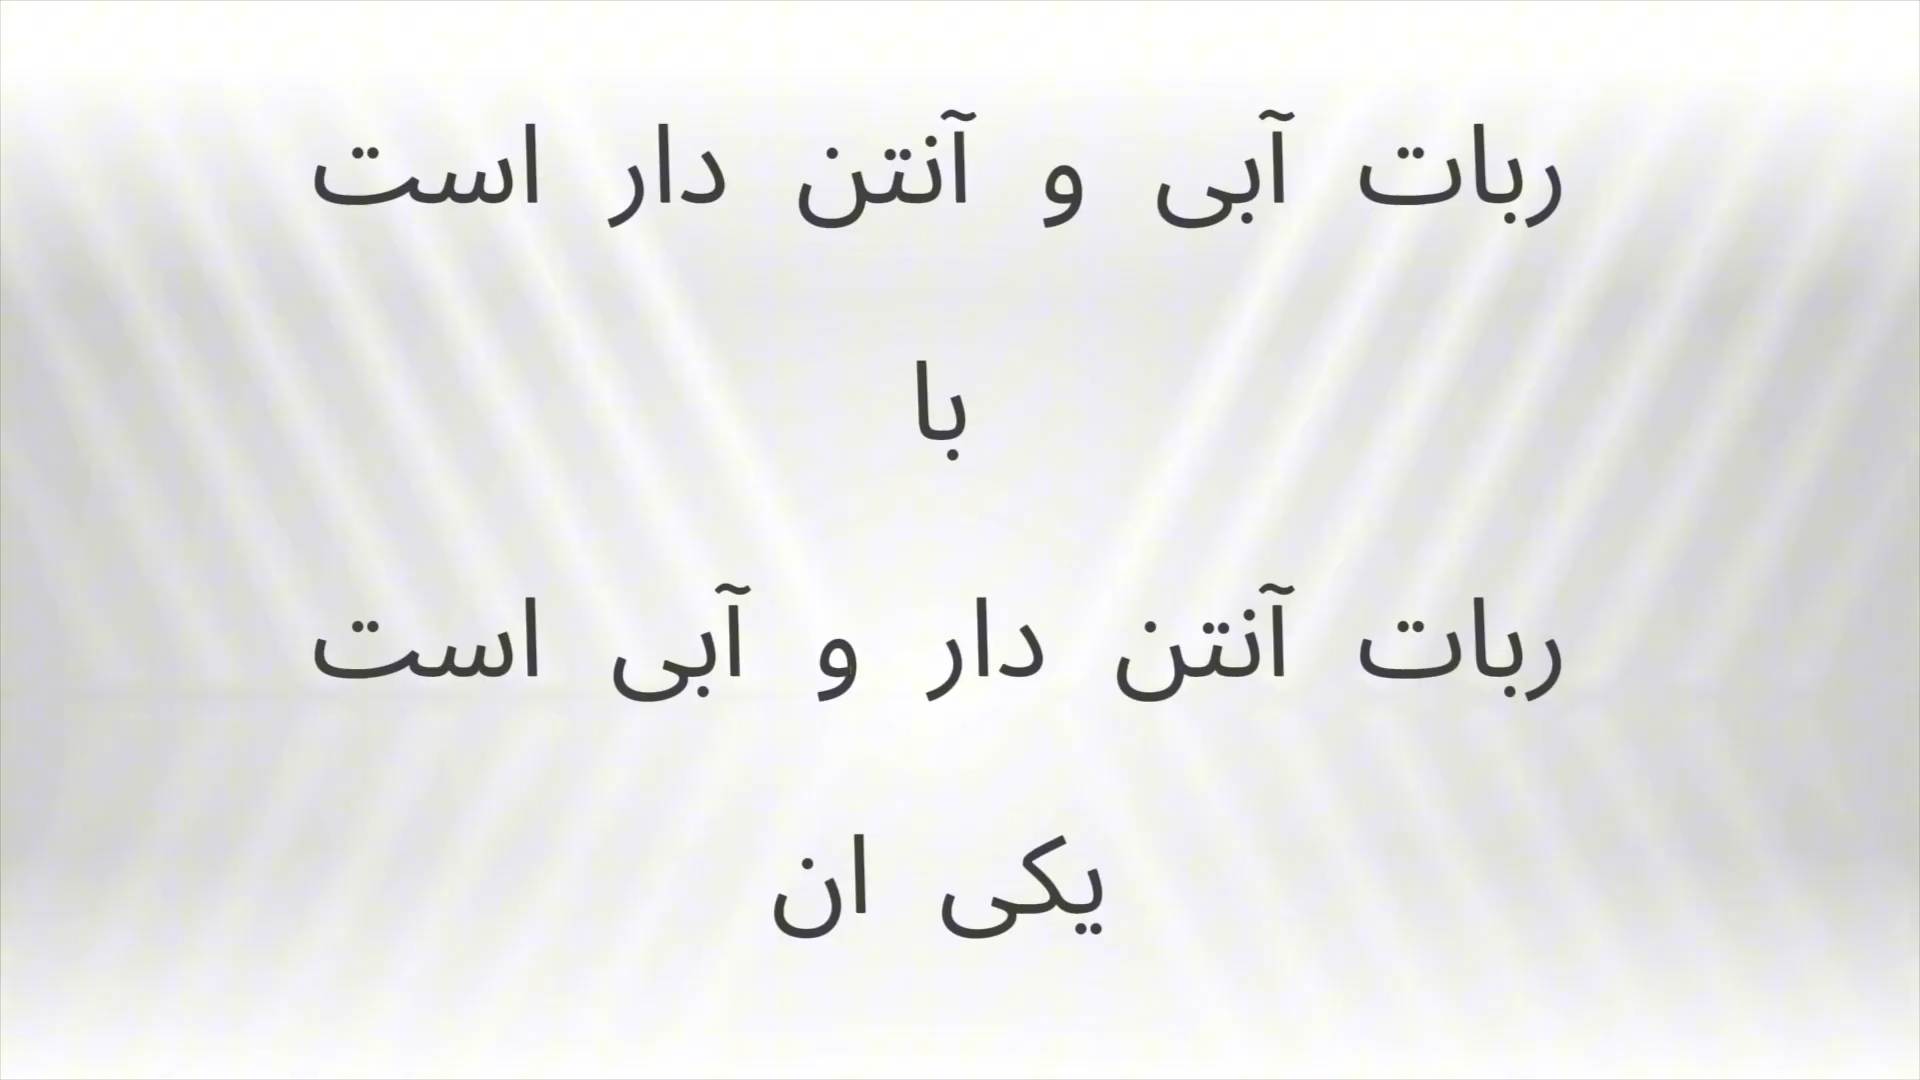 ربات آبی و آنتن دار است
با
ربات آنتن دار و آبی است
یکی ان